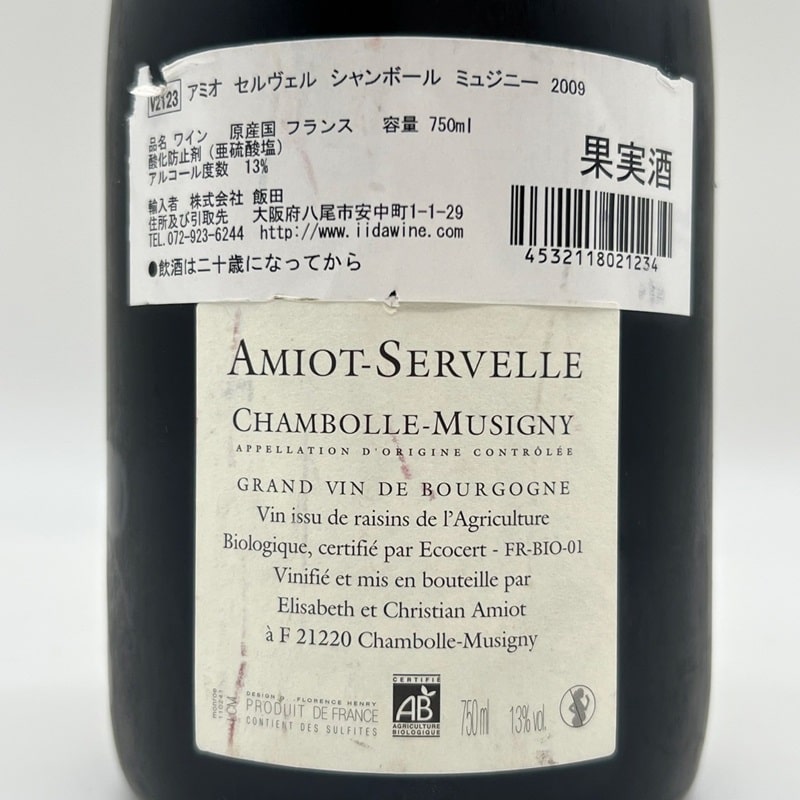 V2123 アミオ セルヴェル シャンボール ミュジニー 2009
品名 ワイン 原産国 フランス 容量 750ml
酸化防止剤（亜硫酸塩）
アルコール度数 13%
果実酒
輸入者 株式会社 飯田
住所及び引取先 大阪府八尾市安中町1-1-29
TEL.072-923-6244 http://www.iidawine.com
●飲酒は二十歳になってから
4532118021234
AMIOT-SERVELLE
CHAMBOLLE-MUSIGNY
APPELLATION D'ORIGINE CONTRÔLÉE
GRAND VIN DE BOURGOGNE
Vin issu de raisins de l'Agriculture
Biologique, certifié par Ecocert - FR-BIO-01
Vinifié et mis en bouteille par
Elisabeth et Christian Amiot
à F 21220 Chambolle-Musigny
DESIGN FLORENCE HENRY
PRODUIT DE FRANCE
CONTIENT DES SULFITES
CERTIFIÉ
AB
AGRICULTURE
BIOLOGIQUE
750 ml 13% vol.